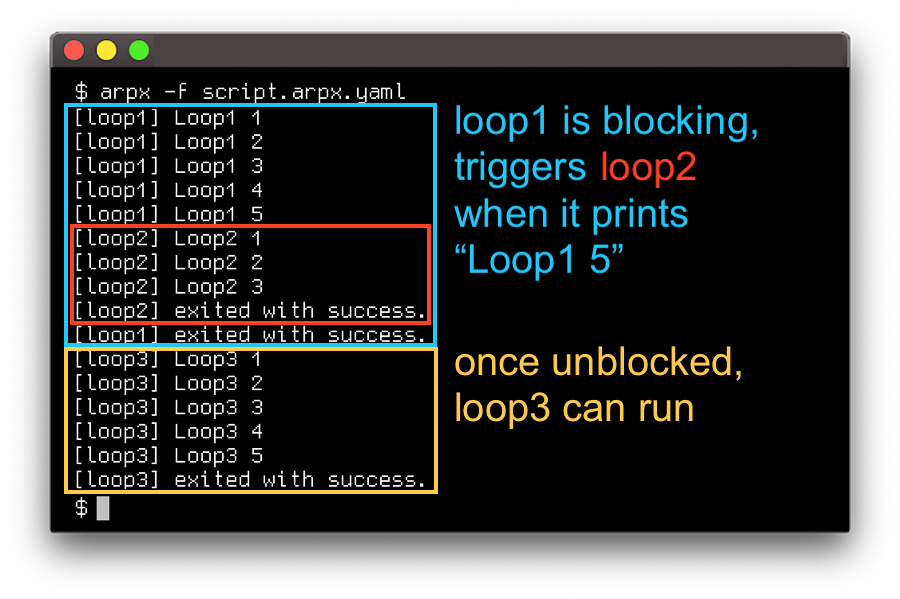 $ arpx -f script.arpx.yaml
[loop1] Loop1 1
[loop1] Loop1 2
[loop1] Loop1 3
[loop1] Loop1 4
[loop1] Loop1 5
[loop2] Loop2 1
[loop2] Loop2 2
[loop2] Loop2 3
[loop2] exited with success.
[loop1] exited with success.
[loop3] Loop3 1
[loop3] Loop3 2
[loop3] Loop3 3
[loop3] Loop3 4
[loop3] Loop3 5
[loop3] exited with success.
$
loop1 is blocking,
triggers loop2
when it prints
“Loop1 5”
once unblocked,
loop3 can run